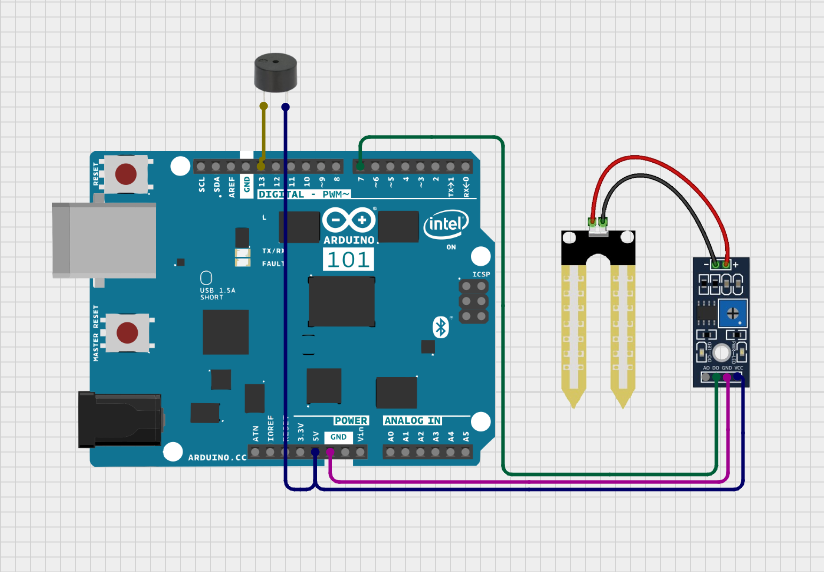 RESET
SCL
SDA
AREF
GND
13
12
~11
~10
~9
8
7
~6
~5
4
~3
2
TX→1
RX←0
DIGITAL - PWM~
L
TX/RX
FAULT
ARDUINO.
101
intel
ON
ICSP
USB 1.5A
SHORT
MASTER RESET
POWER
ANALOG IN
ATN
IOREF
RESET
3.3V
5V
GND
Vin
A0
A1
A2
A3
A4
A5
ARDUINO.CC
- +
AO DO GND VCC